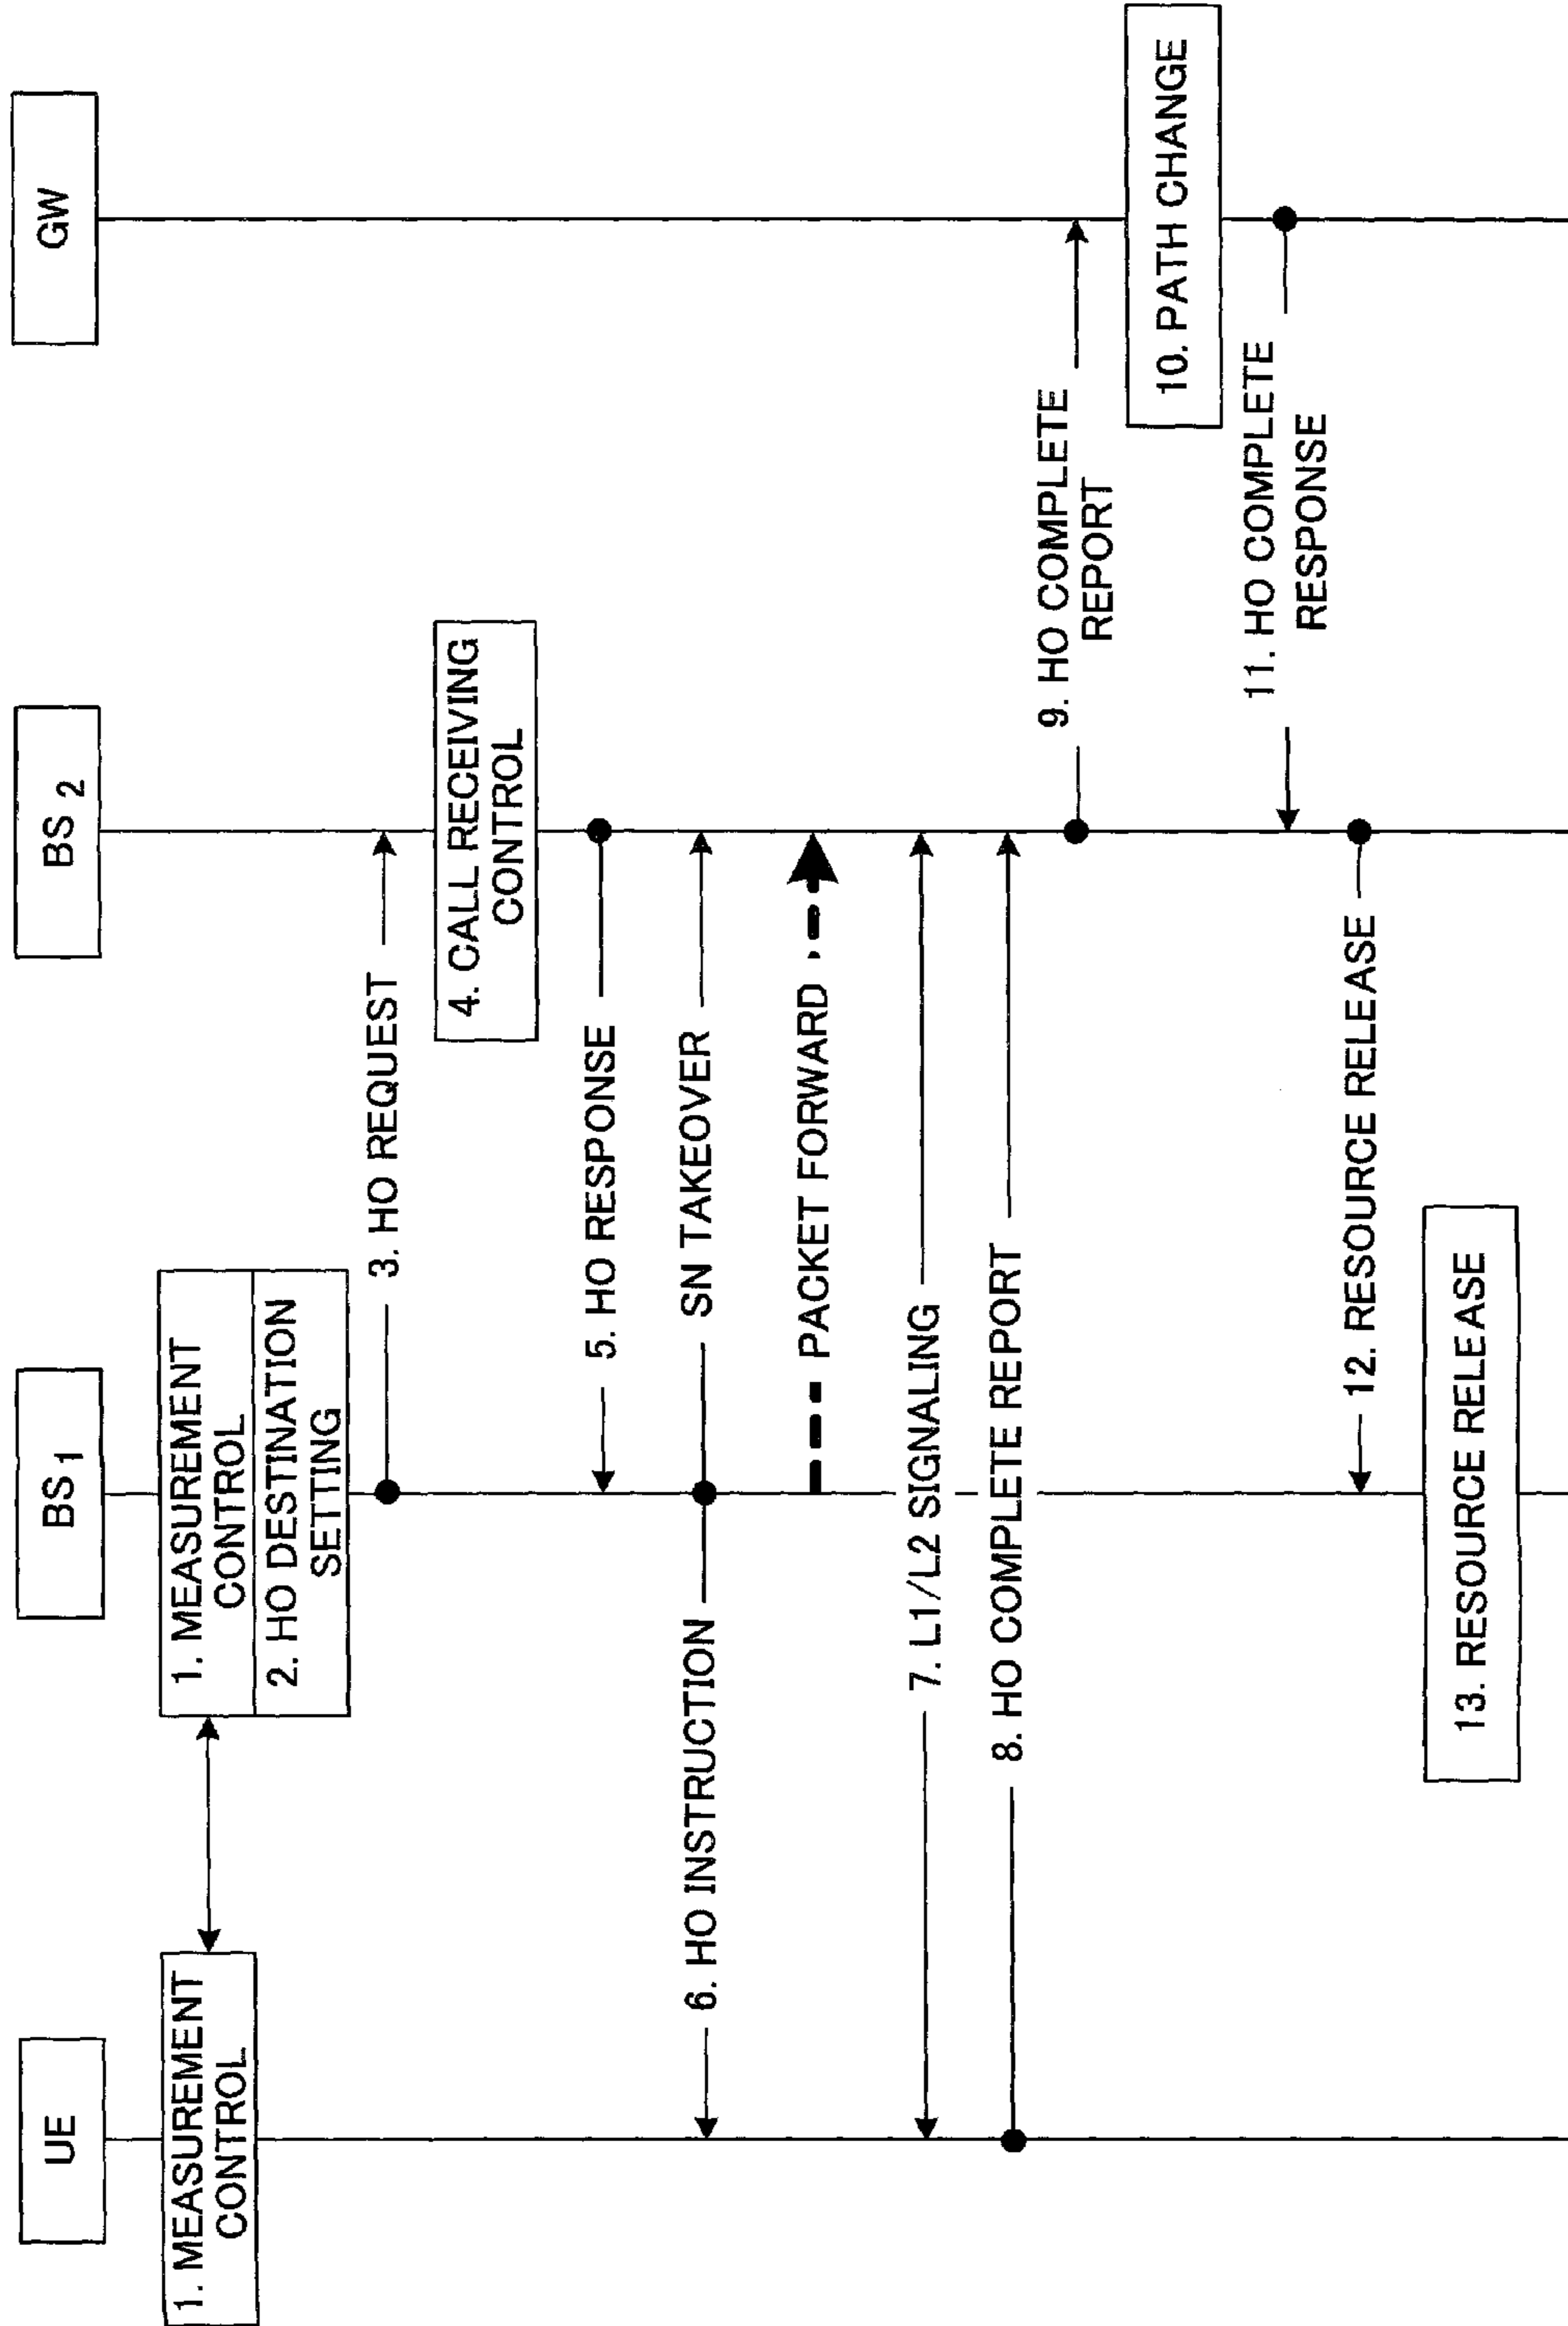 UE
BS 1
BS 2
GW
1. MEASUREMENT
CONTROL
1. MEASUREMENT
CONTROL
2. HO DESTINATION
SETTING
3. HO REQUEST
4. CALL RECEIVING
CONTROL
5. HO RESPONSE
6. HO INSTRUCTION
SN TAKEOVER
PACKET FORWARD
7. L1/L2 SIGNALING
8. HO COMPLETE REPORT
9. HO COMPLETE
REPORT
10. PATH CHANGE
11. HO COMPLETE
RESPONSE
12. RESOURCE RELEASE
13. RESOURCE RELEASE